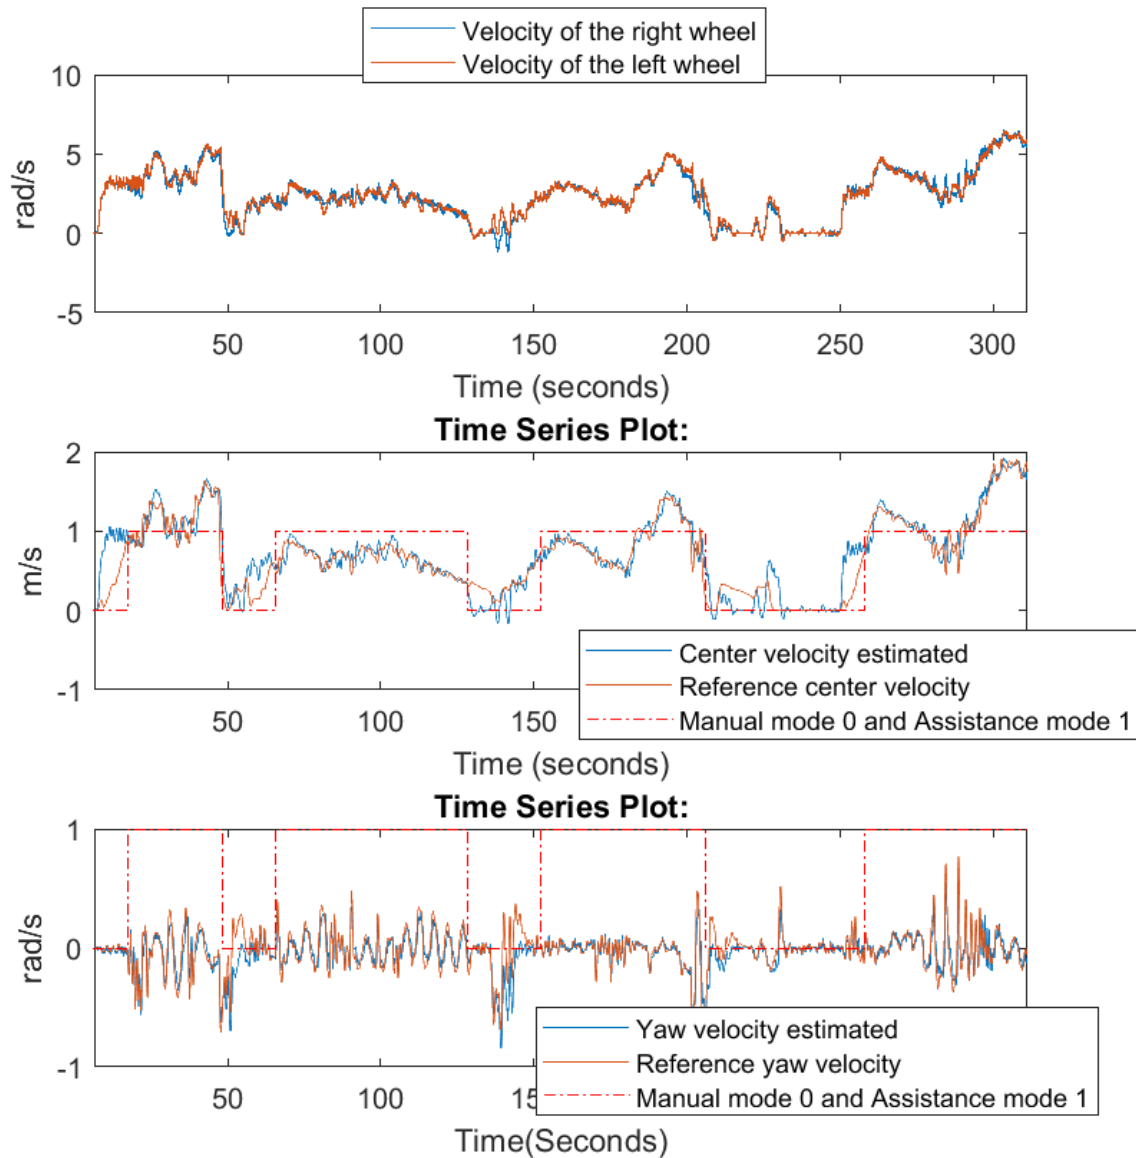 Velocity of the right wheel
Velocity of the left wheel
10
5
0
-5
rad/s
50 100 150 200 250 300
Time (seconds)
Time Series Plot:
2
1
0
-1
m/s
Center velocity estimated
Reference center velocity
Manual mode 0 and Assistance mode 1
50 100 150
Time (seconds)
Time Series Plot:
1
0
-1
rad/s
Yaw velocity estimated
Reference yaw velocity
Manual mode 0 and Assistance mode 1
50 100
Time(Seconds)